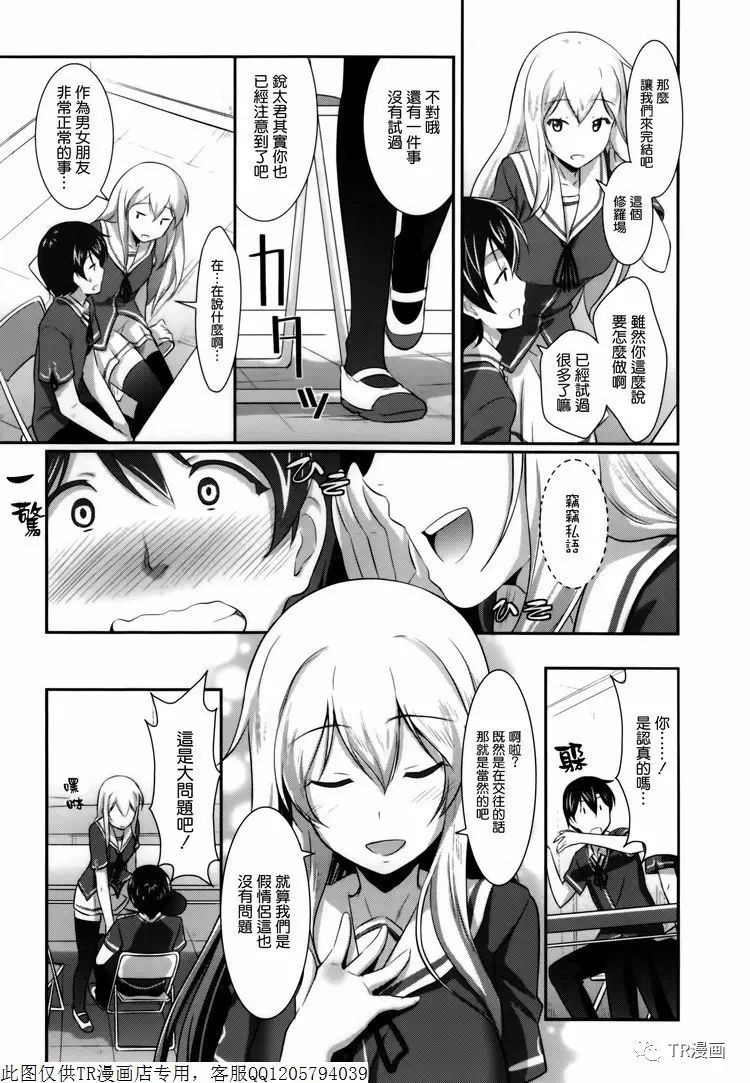 那麼
讓我們來完結吧
這個
修羅場
雖然你這麼說
要怎麼做啊
已經試過
很多了嘛
不對哦
還有一件事
沒有試過
銳太君其實你也
已經注意到了吧
カッ
カッ
作為男女朋友
非常正常的事…
在…在說什麼啊…
竊竊私語
ひそ
ひそ
一驚
你……！
是認真的嗎…
躲
啊啦？
既然是在交往的話
那就是當然的吧
就算我們是
假情侶這也
沒有問題
這是大問題吧！
嘿咻
TR漫画
此图仅供TR漫画店专用，客服QQ1205794039